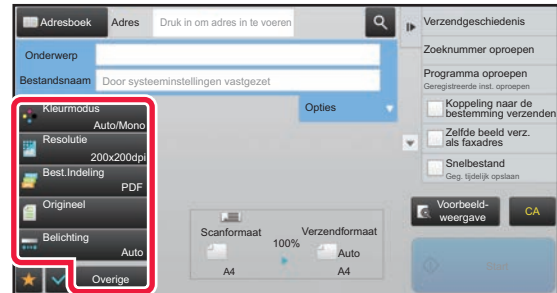 Adresboek
Adres
Druk in om adres in te voeren
Onderwerp
Bestandsnaam
Door systeeminstellingen vastgezet
Opties
Kleurmodus
Auto/Mono
Resolutie
200x200dpi
Best.Indeling
PDF
Origineel
Belichting
Auto
Overige
Scanformaat
A4
100%
Verzendformaat
Auto
A4
Verzendgeschiedenis
Zoeknummer oproepen
Programma oproepen
Geregistreerde inst. oproepen
Koppeling naar de
bestemming verzenden
Zelfde beeld verz.
als faxadres
Snelbestand
Geg. tijdelijk opslaan
Voorbeeld-
weergave
CA
Start